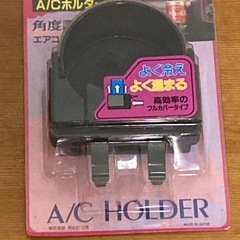 A/Cホルダ
角度
エアコ
よく冷え
よく温まる
高効率の
フルカバータイプ
A/C HOLDER
MADE IN JAPAN